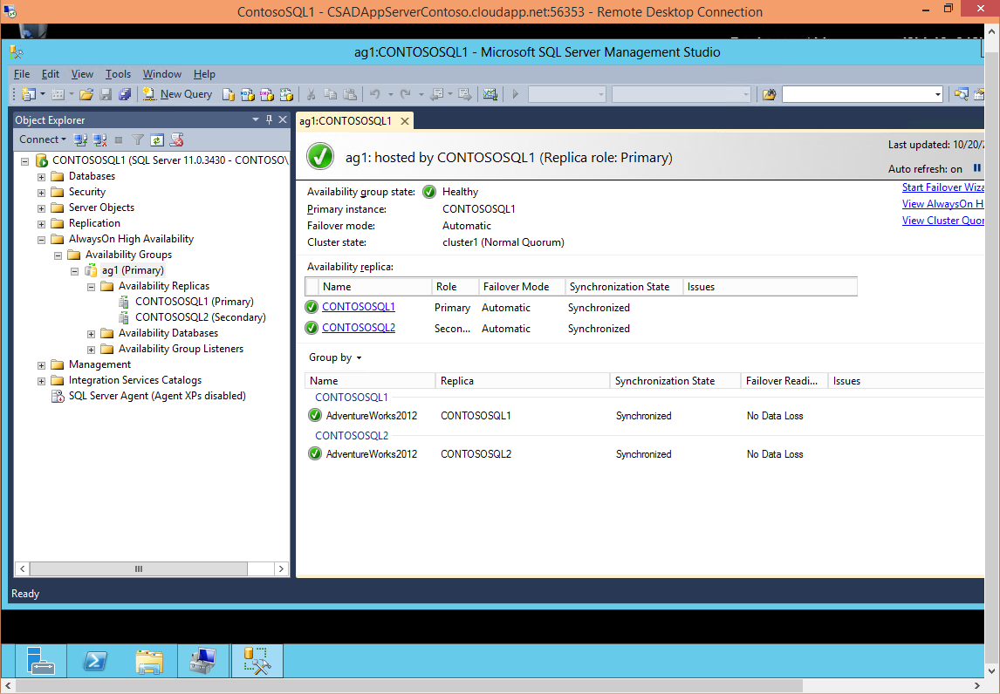 ContosoSQL1 - CSADAppServerContoso.cloudapp.net:56353 - Remote Desktop Connection
ag1:CONTOSOSQL1 - Microsoft SQL Server Management Studio
File Edit View Tools Window Help
New Query
Object Explorer
Connect
CONTOSOSQL1 (SQL Server 11.0.3430 - CONTOSO\
Databases
Security
Server Objects
Replication
AlwaysOn High Availability
Availability Groups
ag1 (Primary)
Availability Replicas
CONTOSOSQL1 (Primary)
CONTOSOSQL2 (Secondary)
Availability Databases
Availability Group Listeners
Management
Integration Services Catalogs
SQL Server Agent (Agent XPs disabled)
ag1:CONTOSOSQL1
ag1: hosted by CONTOSOSQL1 (Replica role: Primary)
Last updated: 10/20/
Auto refresh: on
Start Failover Wiza
View AlwaysOn H
View Cluster Quor
Availability group state: Healthy
Primary instance: CONTOSOSQL1
Failover mode: Automatic
Cluster state: cluster1 (Normal Quorum)
Availability replica:
Name Role Failover Mode Synchronization State Issues
CONTOSOSQL1 Primary Automatic Synchronized
CONTOSOSQL2 Secon... Automatic Synchronized
Group by
Name Replica Synchronization State Failover Readi... Issues
CONTOSOSQL1
AdventureWorks2012 CONTOSOSQL1 Synchronized No Data Loss
CONTOSOSQL2
AdventureWorks2012 CONTOSOSQL2 Synchronized No Data Loss
Ready